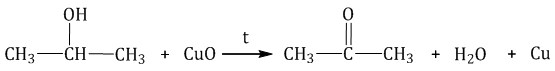 OH O
CH₃—CH—CH₃ + CuO t CH₃—C—CH₃ + H₂O + Cu